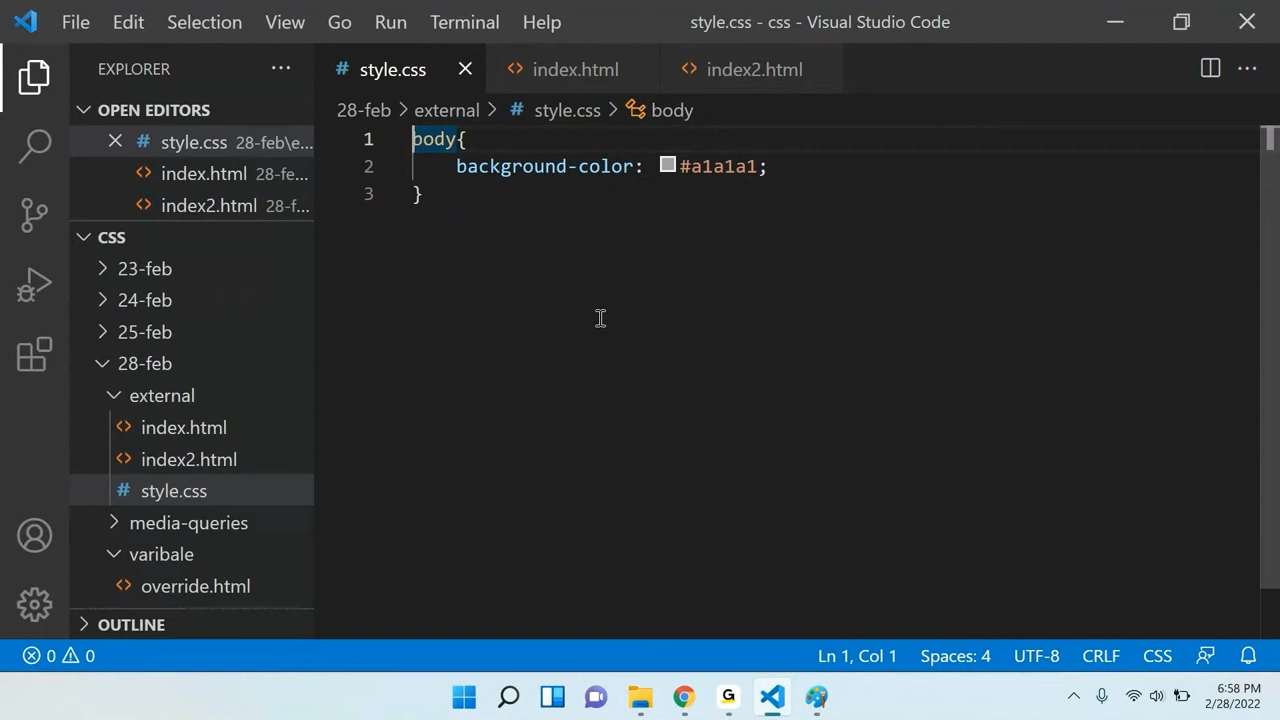 File Edit Selection View Go Run Terminal Help style.css - css - Visual Studio Code
EXPLORER
style.css index.html index2.html
OPEN EDITORS
style.css 28-feb\e...
index.html 28-fe...
index2.html 28-f...
CSS
23-feb
24-feb
25-feb
28-feb
external
index.html
index2.html
style.css
media-queries
varibale
override.html
OUTLINE
28-feb > external > # style.css > body
1 body{
2 background-color: #a1a1a1;
3 }
0 0 Ln 1, Col 1 Spaces: 4 UTF-8 CRLF CSS
G
6:58 PM
2/28/2022